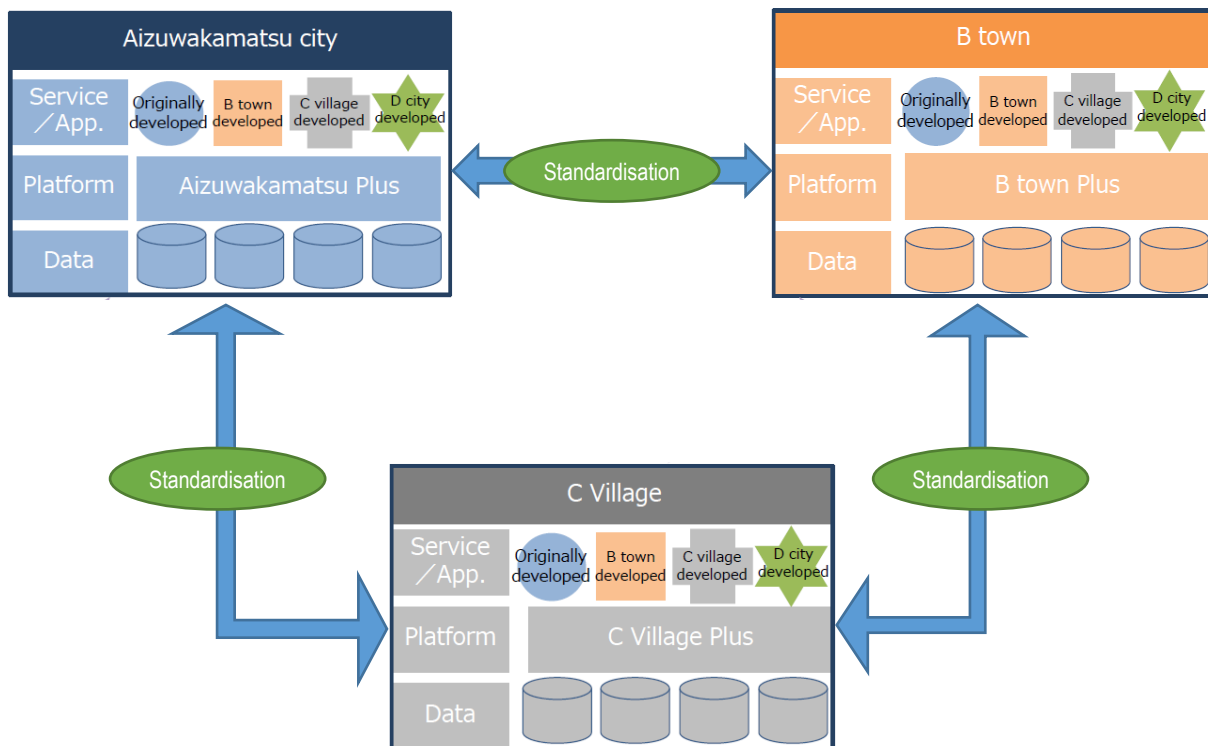 Aizuwakamatsu city
Service
／App.
Originally
developed
B town
developed
C village
developed
D city
developed
Platform
Aizuwakamatsu Plus
Data
Standardisation
B town
Service
／App.
Originally
developed
B town
developed
C village
developed
D city
developed
Platform
B town Plus
Data
Standardisation
Standardisation
C Village
Service
／App.
Originally
developed
B town
developed
C village
developed
D city
developed
Platform
C Village Plus
Data